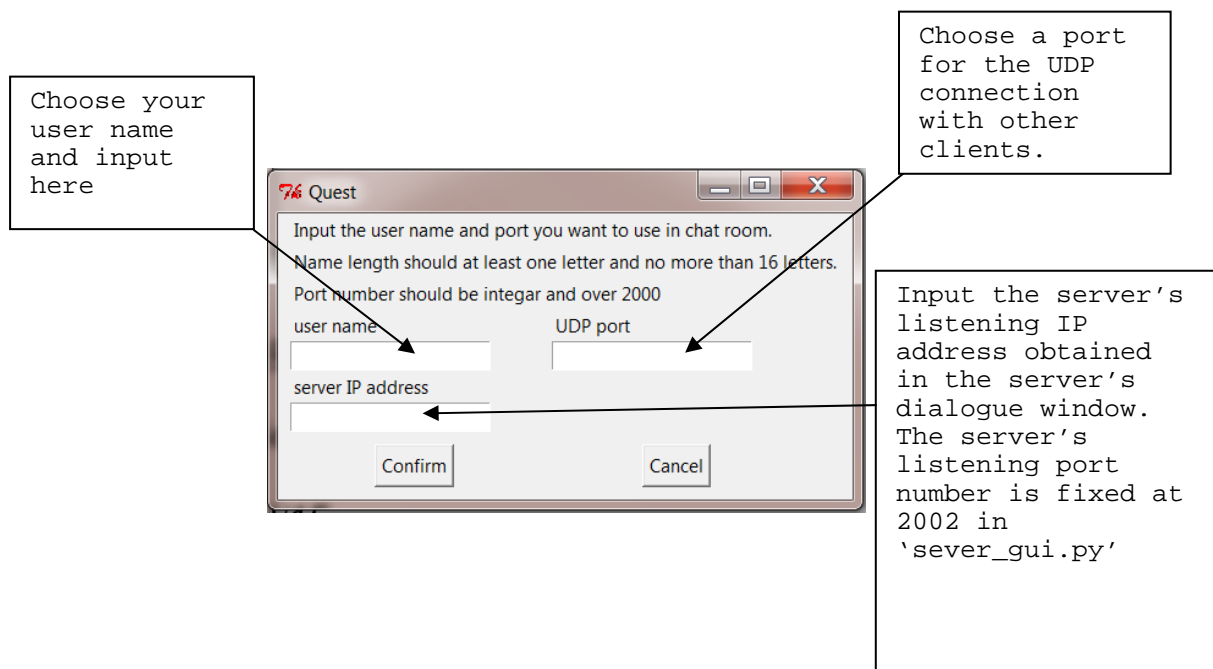 Choose your
user name
and input
here
Choose a port
for the UDP
connection
with other
clients.
Quest
Input the user name and port you want to use in chat room.
Name length should at least one letter and no more than 16 letters.
Port number should be integar and over 2000
user name
UDP port
server IP address
Confirm
Cancel
Input the server’s
listening IP
address obtained
in the server’s
dialogue window.
The server’s
listening port
number is fixed at
2002 in
‘sever_gui.py’